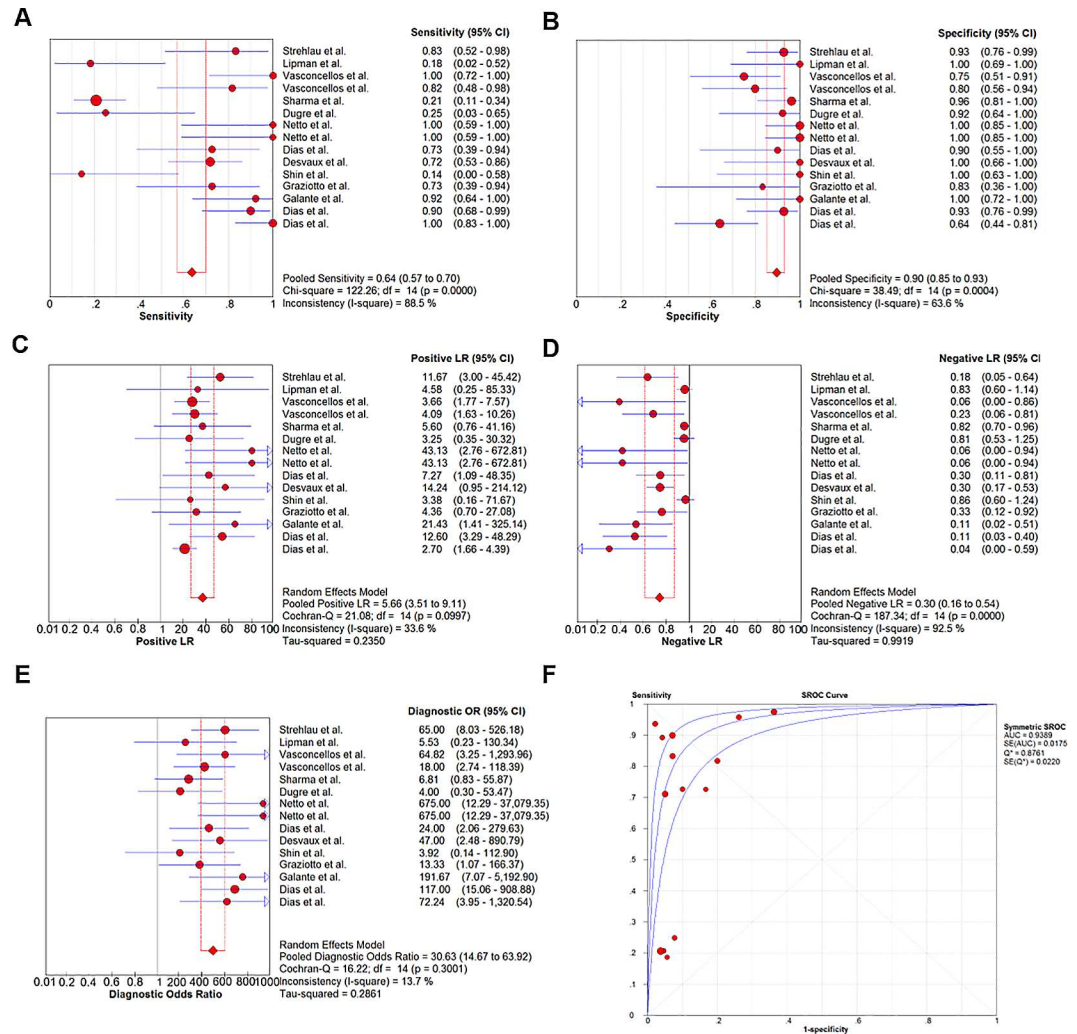 A
Sensitivity (95% CI)
Strehlau et al. 0.83 (0.52 - 0.98)
Lipman et al. 0.18 (0.02 - 0.52)
Vasconcellos et al. 1.00 (0.72 - 1.00)
Vasconcellos et al. 0.82 (0.48 - 0.98)
Sharma et al. 0.21 (0.11 - 0.34)
Dugre et al. 0.25 (0.03 - 0.65)
Netto et al. 1.00 (0.59 - 1.00)
Netto et al. 1.00 (0.59 - 1.00)
Dias et al. 0.73 (0.39 - 0.94)
Desvaux et al. 0.72 (0.53 - 0.86)
Shin et al. 0.14 (0.00 - 0.58)
Graziotto et al. 0.73 (0.39 - 0.94)
Galante et al. 0.92 (0.64 - 1.00)
Dias et al. 0.90 (0.68 - 0.99)
Dias et al. 1.00 (0.83 - 1.00)
Pooled Sensitivity = 0.64 (0.57 to 0.70)
Chi-square = 122.26; df = 14 (p = 0.0000)
Inconsistency (I-square) = 88.5 %
0 .2 .4 .6 .8 1
Sensitivity
B
Specificity (95% CI)
Strehlau et al. 0.93 (0.76 - 0.99)
Lipman et al. 1.00 (0.69 - 1.00)
Vasconcellos et al. 0.75 (0.51 - 0.91)
Vasconcellos et al. 0.80 (0.56 - 0.94)
Sharma et al. 0.96 (0.81 - 1.00)
Dugre et al. 0.92 (0.64 - 1.00)
Netto et al. 1.00 (0.85 - 1.00)
Netto et al. 1.00 (0.85 - 1.00)
Dias et al. 0.90 (0.55 - 1.00)
Desvaux et al. 1.00 (0.66 - 1.00)
Shin et al. 1.00 (0.63 - 1.00)
Graziotto et al. 0.83 (0.36 - 1.00)
Galante et al. 1.00 (0.72 - 1.00)
Dias et al. 0.93 (0.76 - 0.99)
Dias et al. 0.64 (0.44 - 0.81)
Pooled Specificity = 0.90 (0.85 to 0.93)
Chi-square = 38.49; df = 14 (p = 0.0004)
Inconsistency (I-square) = 63.6 %
0 .2 .4 .6 .8 1
Specificity
C
Positive LR (95% CI)
Strehlau et al. 11.67 (3.00 - 45.42)
Lipman et al. 4.58 (0.25 - 85.33)
Vasconcellos et al. 3.66 (1.77 - 7.57)
Vasconcellos et al. 4.09 (1.63 - 10.26)
Sharma et al. 5.60 (0.76 - 41.16)
Dugre et al. 3.25 (0.35 - 30.32)
Netto et al. 43.13 (2.76 - 672.81)
Netto et al. 43.13 (2.76 - 672.81)
Dias et al. 7.27 (1.09 - 48.35)
Desvaux et al. 14.24 (0.95 - 214.12)
Shin et al. 3.38 (0.16 - 71.67)
Graziotto et al. 4.36 (0.70 - 27.08)
Galante et al. 21.43 (1.41 - 325.14)
Dias et al. 12.60 (3.29 - 48.29)
Dias et al. 2.70 (1.66 - 4.39)
Random Effects Model
Pooled Positive LR = 5.66 (3.51 to 9.11)
Cochran-Q = 21.08; df = 14 (p = 0.0997)
Inconsistency (I-square) = 33.6 %
Tau-squared = 0.2350
0.01 0.2 0.4 0.6 0.8 1 20 40 60 80 100
Positive LR
D
Negative LR (95% CI
Strehlau et al. 0.18 (0.05 - 0.64)
Lipman et al. 0.83 (0.60 - 1.14)
Vasconcellos et al. 0.06 (0.00 - 0.86)
Vasconcellos et al. 0.23 (0.06 - 0.81)
Sharma et al. 0.82 (0.70 - 0.96)
Dugre et al. 0.81 (0.53 - 1.25)
Netto et al. 0.06 (0.00 - 0.94)
Netto et al. 0.06 (0.00 - 0.94)
Dias et al. 0.30 (0.11 - 0.81)
Desvaux et al. 0.30 (0.17 - 0.53)
Shin et al. 0.86 (0.60 - 1.24)
Graziotto et al. 0.33 (0.12 - 0.92)
Galante et al. 0.11 (0.02 - 0.51)
Dias et al. 0.11 (0.03 - 0.40)
Dias et al. 0.04 (0.00 - 0.59)
Random Effects Model
Pooled Negative LR = 0.30 (0.16 to 0.54)
Cochran-Q = 187.34; df = 14 (p = 0.0000)
Inconsistency (I-square) = 92.5 %
Tau-squared = 0.9919
0.01 0.2 0.4 0.6 0.8 1 20 40 60 80 100
Negative LR
E
Diagnostic OR (95% CI)
Strehlau et al. 65.00 (8.03 - 526.18)
Lipman et al. 5.53 (0.23 - 130.34)
Vasconcellos et al. 64.82 (3.25 - 1,293.96)
Vasconcellos et al. 18.00 (2.74 - 118.39)
Sharma et al. 6.81 (0.83 - 55.87)
Dugre et al. 4.00 (0.30 - 53.47)
Netto et al. 675.00 (12.29 - 37,079.35)
Netto et al. 675.00 (12.29 - 37,079.35)
Dias et al. 24.00 (2.06 - 279.63)
Desvaux et al. 47.00 (2.48 - 890.79)
Shin et al. 3.92 (0.14 - 112.90)
Graziotto et al. 13.33 (1.07 - 166.37)
Galante et al. 191.67 (7.07 - 5,192.90)
Dias et al. 117.00 (15.06 - 908.88)
Dias et al. 72.24 (3.95 - 1,320.54)
Random Effects Model
Pooled Diagnostic Odds Ratio = 30.63 (14.67 to 63.92)
Cochran-Q = 16.22; df = 14 (p = 0.3001)
Inconsistency (I-square) = 13.7 %
Tau-squared = 0.2861
0.01 0.2 0.4 0.6 0.8 1 200 400 600 800 1000
Diagnostic Odds Ratio
F
Sensitivity
SROC Curve
1
.9
.8
.7
.6
.5
.4
.3
.2
.1
0
0 .2 .4 .6 .8 1
1-specificity
Symmetric SROC
AUC = 0.9389
SE(AUC) = 0.0175
Q* = 0.8761
SE(Q*) = 0.0220